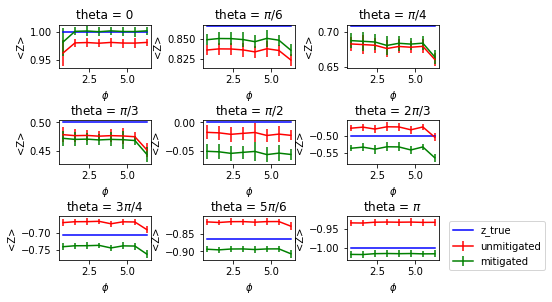 theta = 0
theta = π/6
theta = π/4
<Z>
1.00
0.95
<Z>
0.850
0.825
<Z>
0.70
0.65
2.5 5.0
2.5 5.0
2.5 5.0
ϕ
ϕ
ϕ
theta = π/3
theta = π/2
theta = 2π/3
<Z>
0.50
0.45
<Z>
0.00
−0.05
<Z>
−0.50
−0.55
2.5 5.0
2.5 5.0
2.5 5.0
ϕ
ϕ
ϕ
theta = 3π/4
theta = 5π/6
theta = π
<Z>
−0.70
−0.75
<Z>
−0.85
−0.90
<Z>
−0.95
−1.00
2.5 5.0
2.5 5.0
2.5 5.0
ϕ
ϕ
ϕ
z_true
unmitigated
mitigated